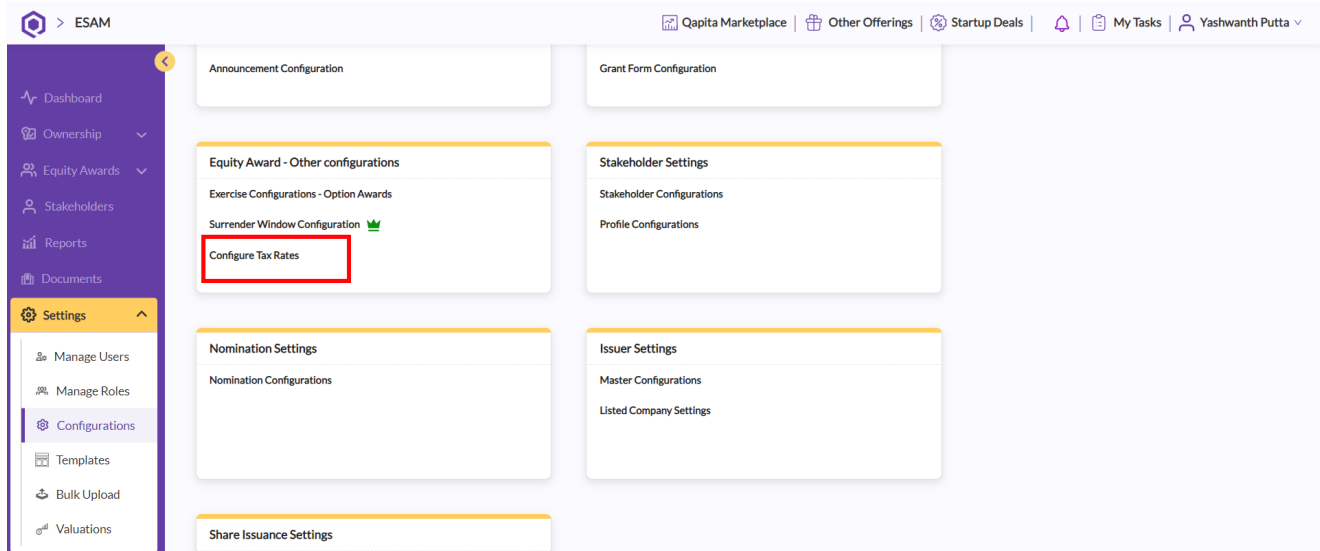 > ESAM
Qapita Marketplace | Other Offerings | Startup Deals | | My Tasks | Yashwanth Putta
Dashboard
Ownership
Equity Awards
Stakeholders
Reports
Documents
Settings
Manage Users
Manage Roles
Configurations
Templates
Bulk Upload
Valuations
Announcement Configuration
Grant Form Configuration
Equity Award - Other configurations
Exercise Configurations - Option Awards
Surrender Window Configuration
Configure Tax Rates
Stakeholder Settings
Stakeholder Configurations
Profile Configurations
Nomination Settings
Nomination Configurations
Issuer Settings
Master Configurations
Listed Company Settings
Share Issuance Settings